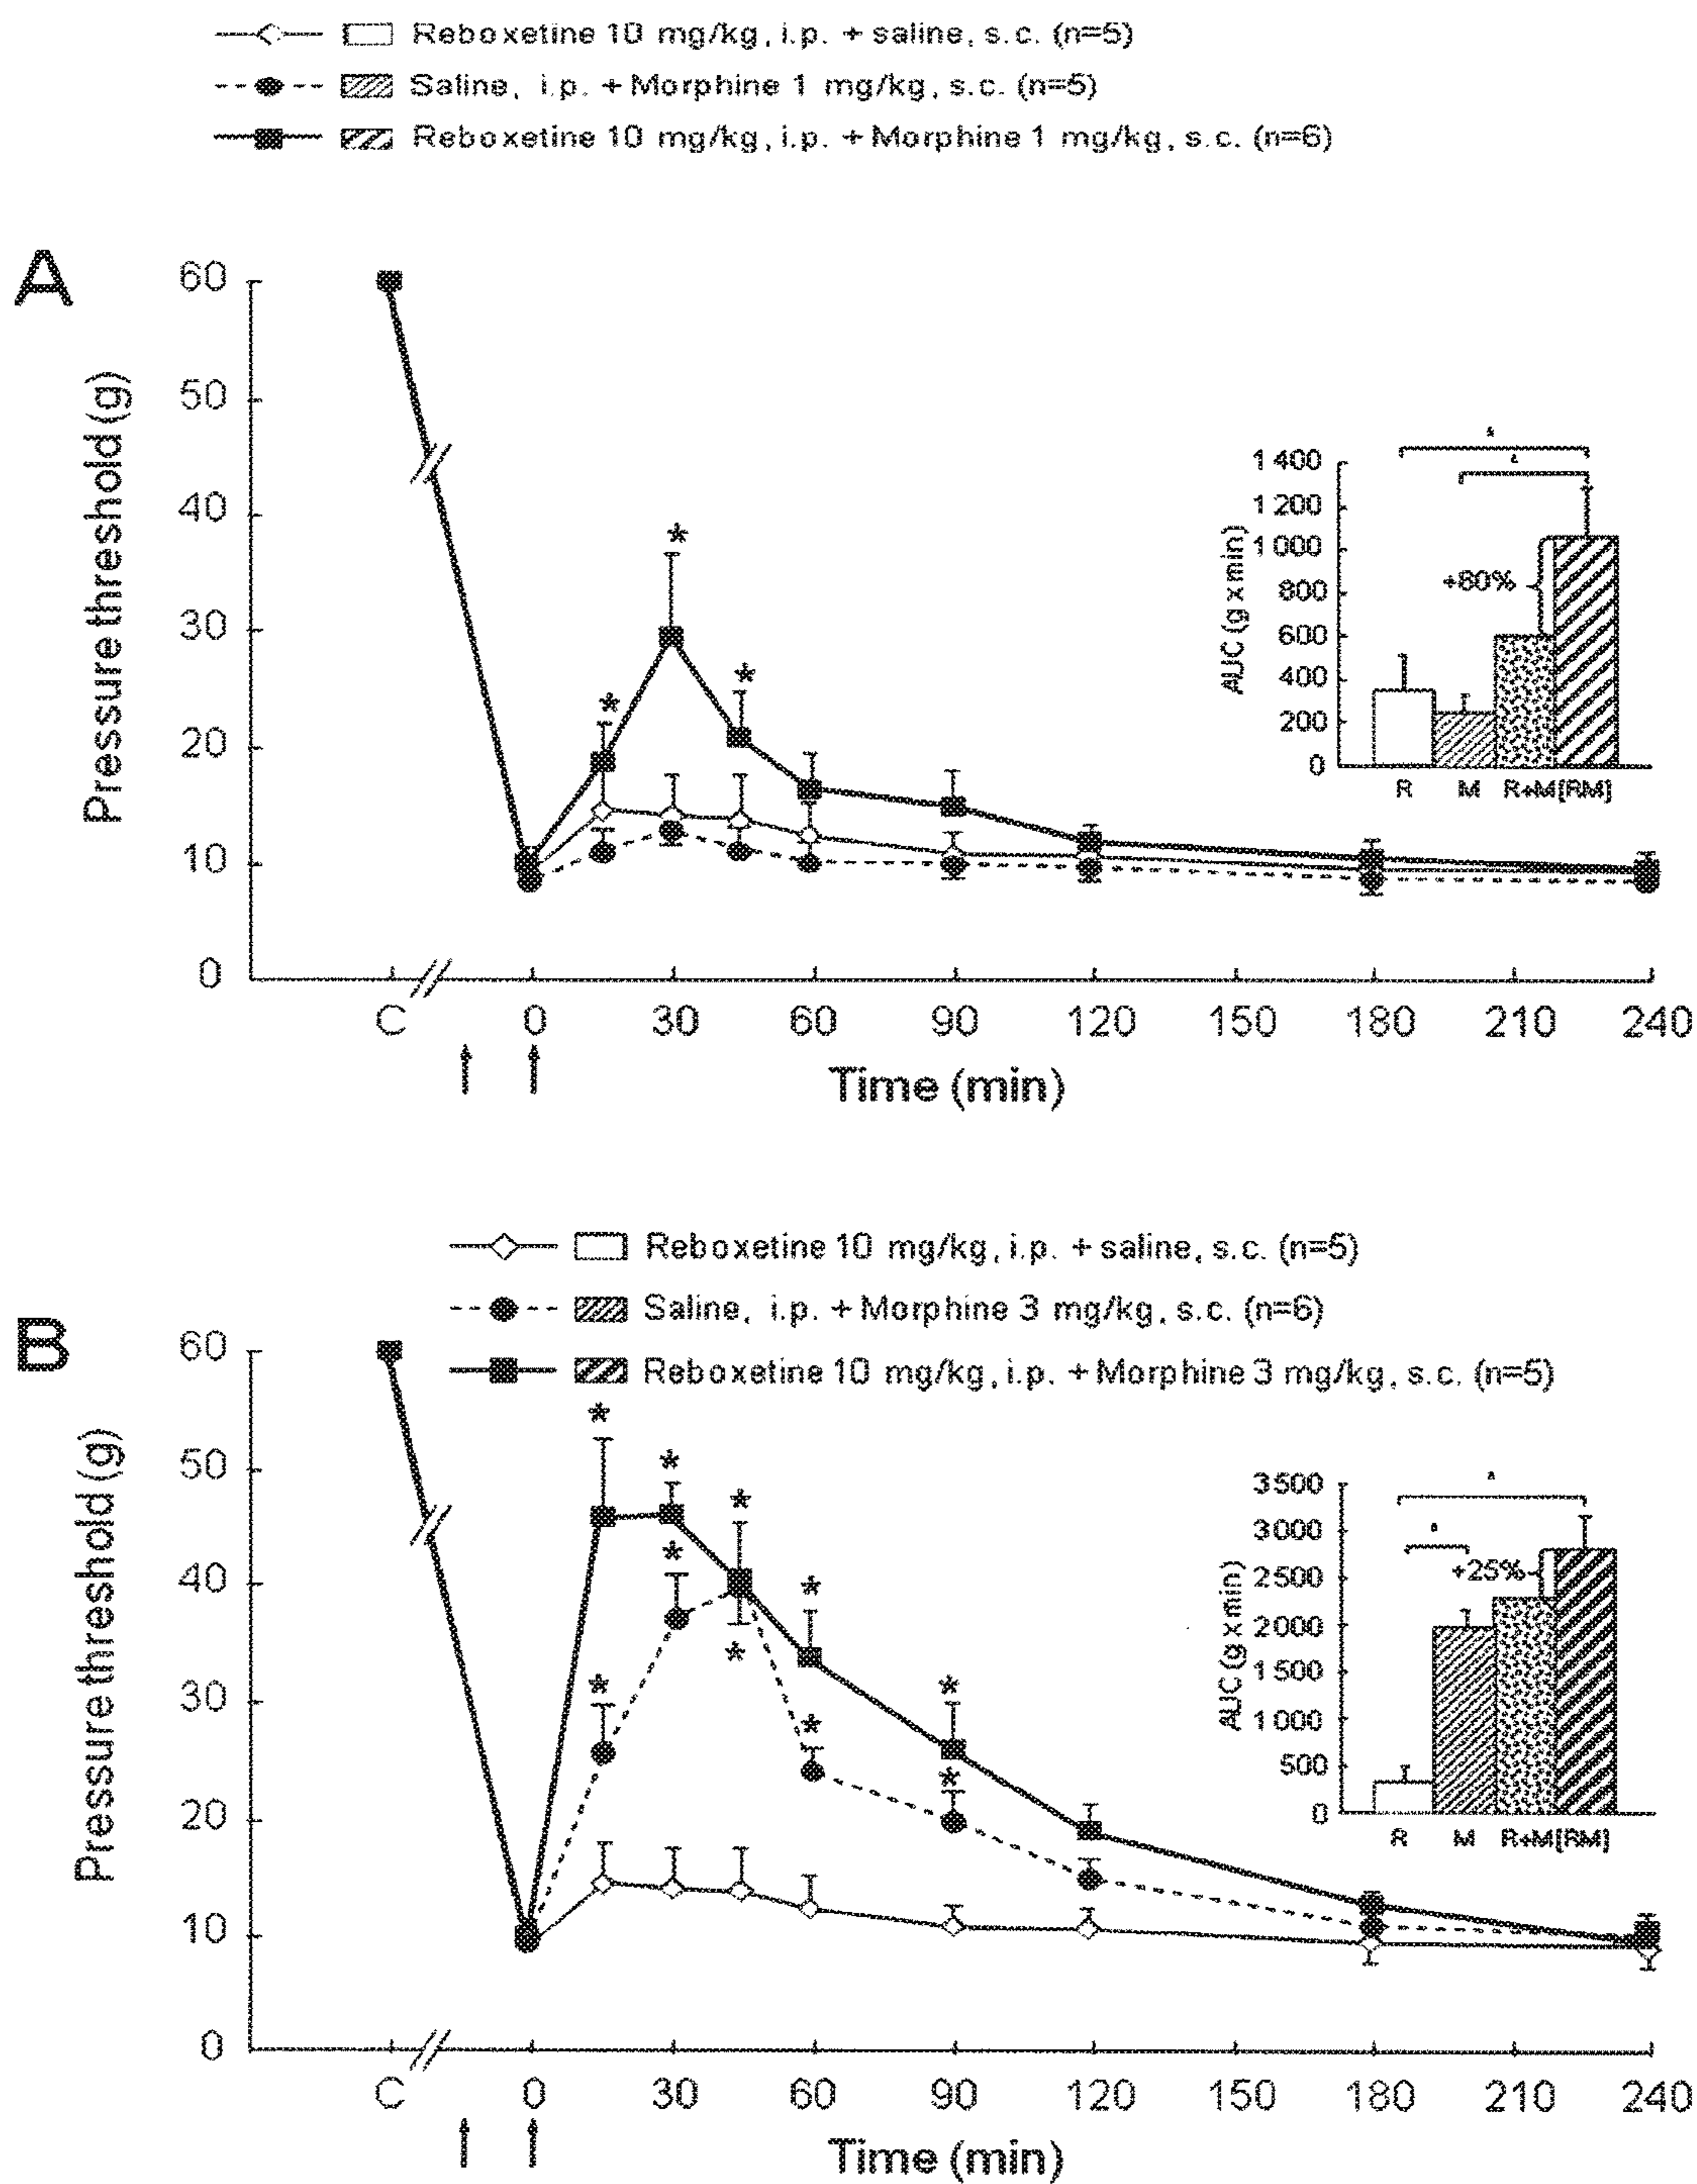 Reboxetine 10 mg/kg, i.p. + saline, s.c. (n=5)
Saline, i.p. + Morphine 1 mg/kg, s.c. (n=5)
Reboxetine 10 mg/kg, i.p. + Morphine 1 mg/kg, s.c. (n=6)
A
Pressure threshold (g)
60
50
40
30
20
10
0
* * *
C 0 30 60 90 120 150 180 210 240
Time (min)
AUC (g x min)
1400
1200
1000
800
600
400
200
0
+80%
R M R+M [RM]
B
Reboxetine 10 mg/kg, i.p. + saline, s.c. (n=5)
Saline, i.p. + Morphine 3 mg/kg, s.c. (n=6)
Reboxetine 10 mg/kg, i.p. + Morphine 3 mg/kg, s.c. (n=5)
Pressure threshold (g)
60
50
40
30
20
10
0
* * * * *
* * * * *
C 0 30 60 90 120 150 180 210 240
Time (min)
AUC (g x min)
3500
3000
2500
2000
1500
1000
500
0
+25%
R M R+M [RM]